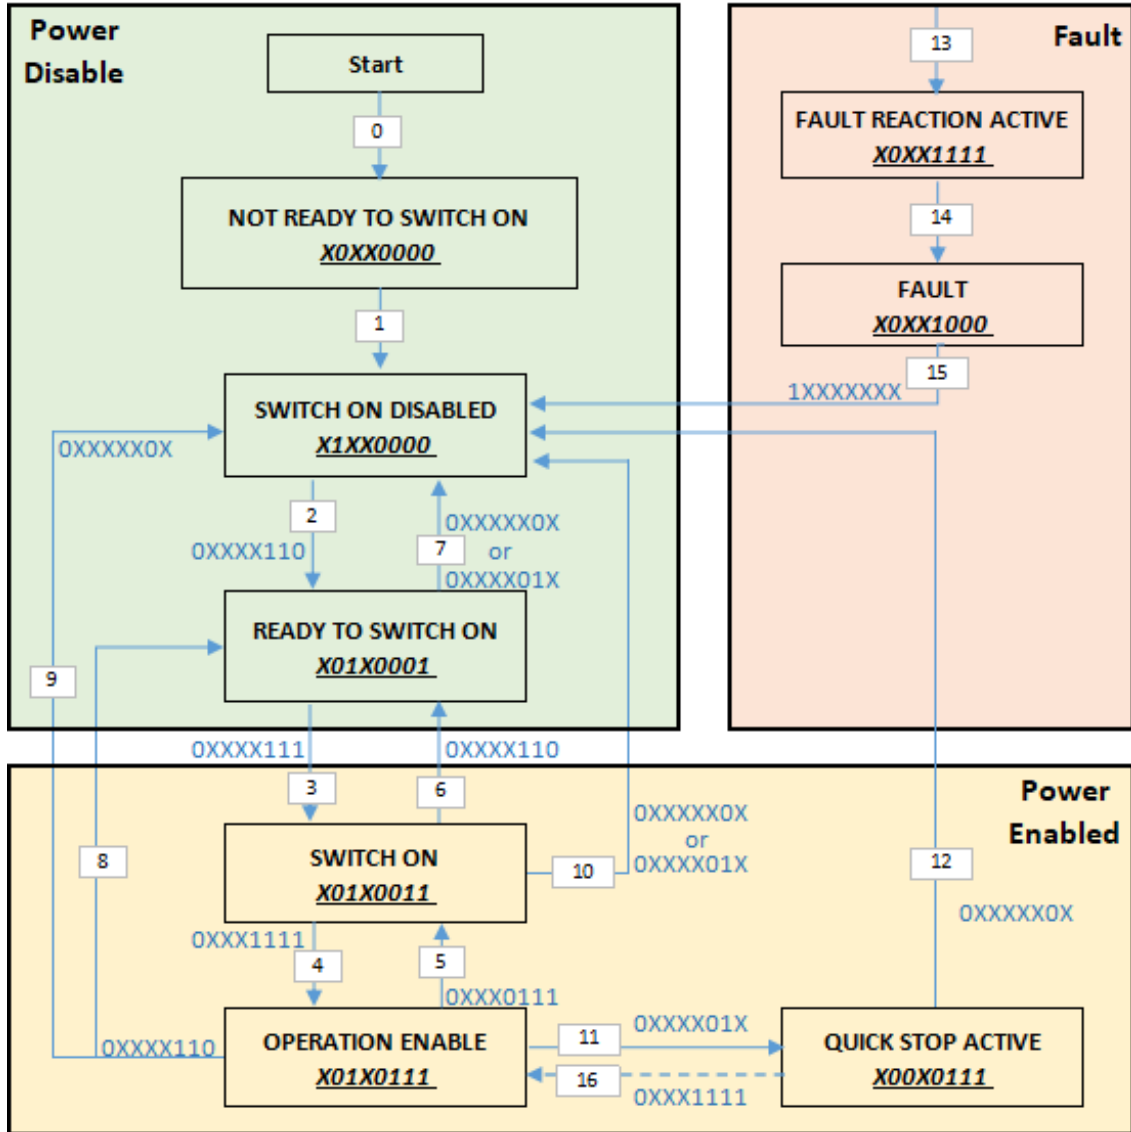 Power
Disable
Start
0
NOT READY TO SWITCH ON
X0XX0000
1
SWITCH ON DISABLED
X1XX0000
0XXXXX0X
2
0XXXX110
7
0XXXXX0X
or
0XXXX01X
READY TO SWITCH ON
X01X0001
9
Fault
13
FAULT REACTION ACTIVE
X0XX1111
14
FAULT
X0XX1000
15
1XXXXXXX
0XXXX111
0XXXX110
Power
Enabled
3
6
8
SWITCH ON
X01X0011
10
0XXXXX0X
or
0XXXX01X
12
0XXXXX0X
0XXX1111
4
5
0XXX0111
0XXXX110
OPERATION ENABLE
X01X0111
11
0XXXX01X
16
0XXX1111
QUICK STOP ACTIVE
X00X0111